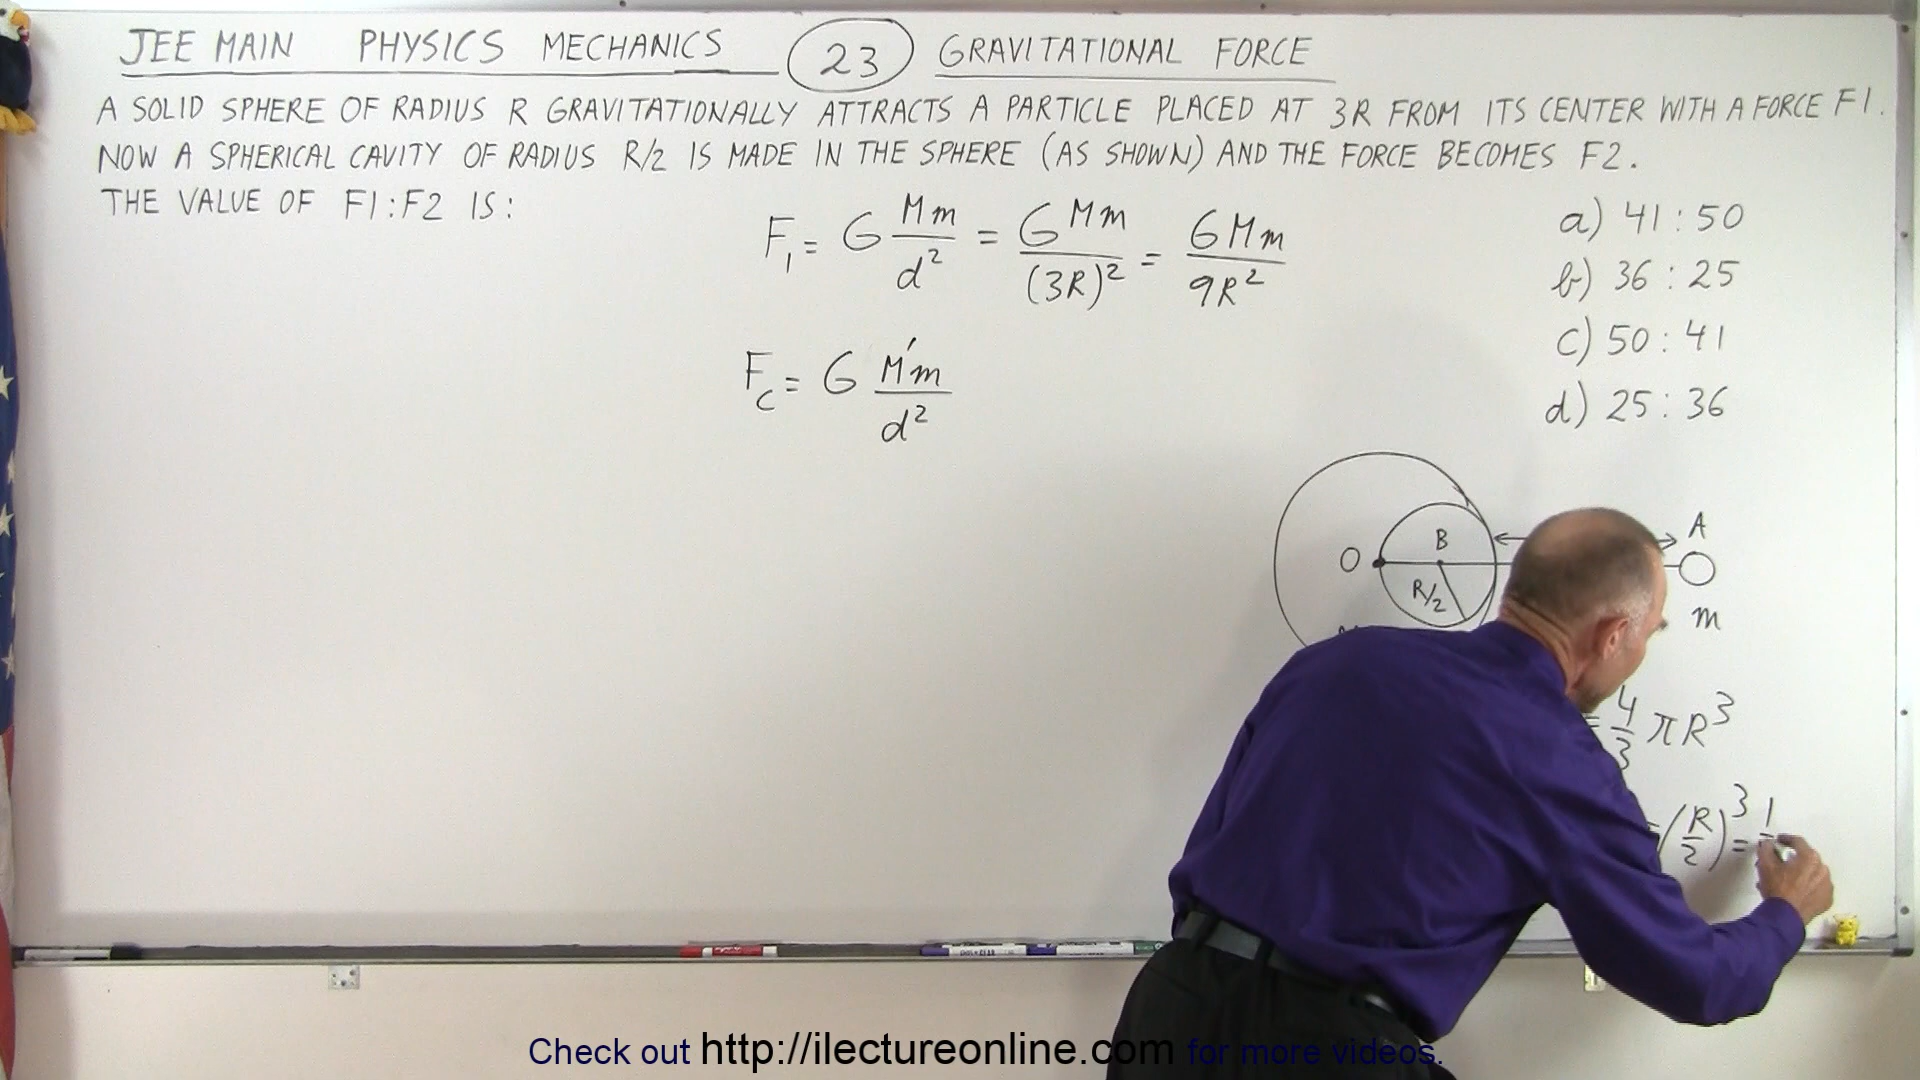 JEE MAIN PHYSICS MECHANICS 23 GRAVITATIONAL FORCE
A SOLID SPHERE OF RADIUS R GRAVITATIONALLY ATTRACTS A PARTICLE PLACED AT 3R FROM ITS CENTER WITH A FORCE F1.
NOW A SPHERICAL CAVITY OF RADIUS R/2 IS MADE IN THE SPHERE (AS SHOWN) AND THE FORCE BECOMES F2.
THE VALUE OF F1:F2 IS:
F₁ = G Mm/d² = G Mm/(3R)² = GMm/9R²
a) 41 : 50
b) 36 : 25
c) 50 : 41
d) 25 : 36
F_c = G M'm/d²
A
B
O
R/2
m
= 4/3 πR³
= (R/2)³ = 1
Check out http://ilectureonline.com for more videos.